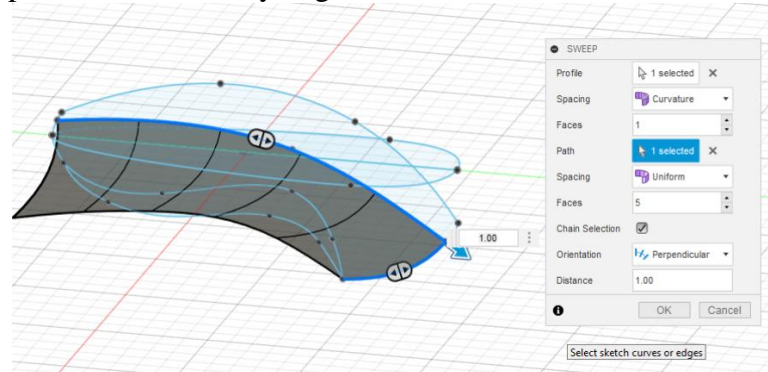 SWEEP
Profile 1 selected
Spacing Curvature
Faces 1
Path 1 selected
Spacing Uniform
Faces 5
Chain Selection
Orientation Perpendicular
Distance 1.00
OK Cancel
1.00
Select sketch curves or edges